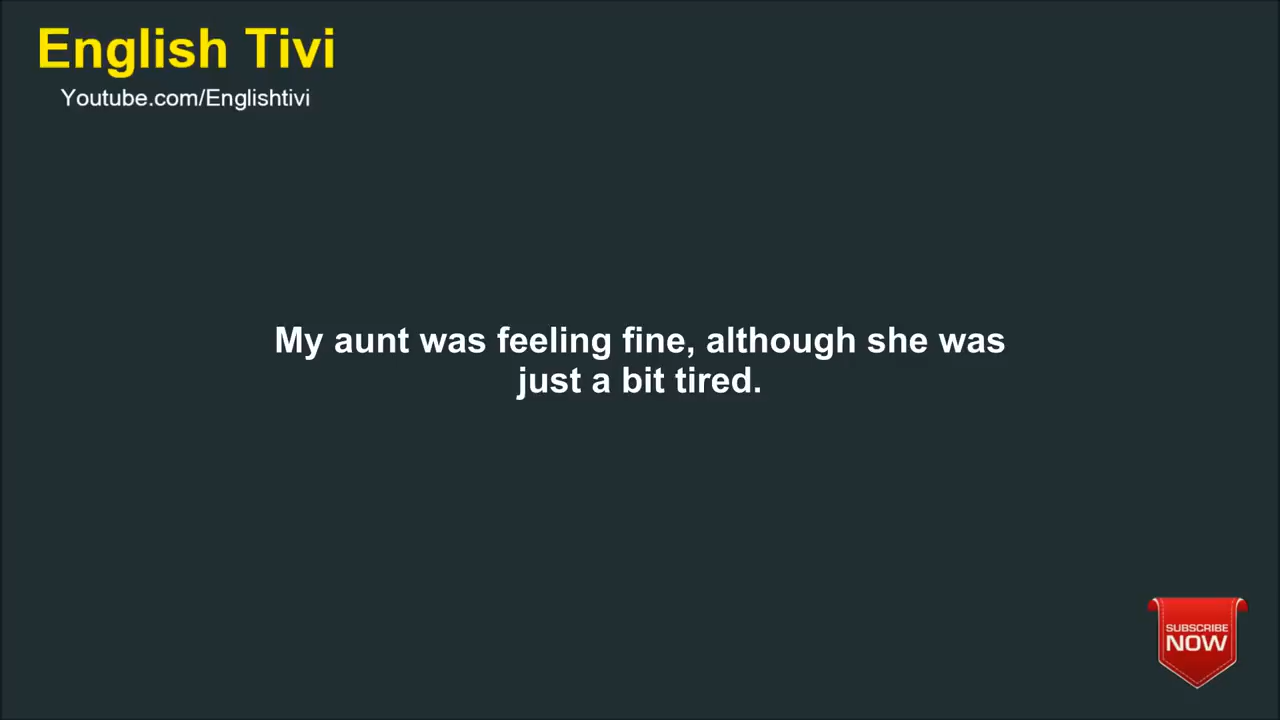 English Tivi
Youtube.com/Englishtivi
My aunt was feeling fine, although she was
just a bit tired.
SUBSCRIBE
NOW